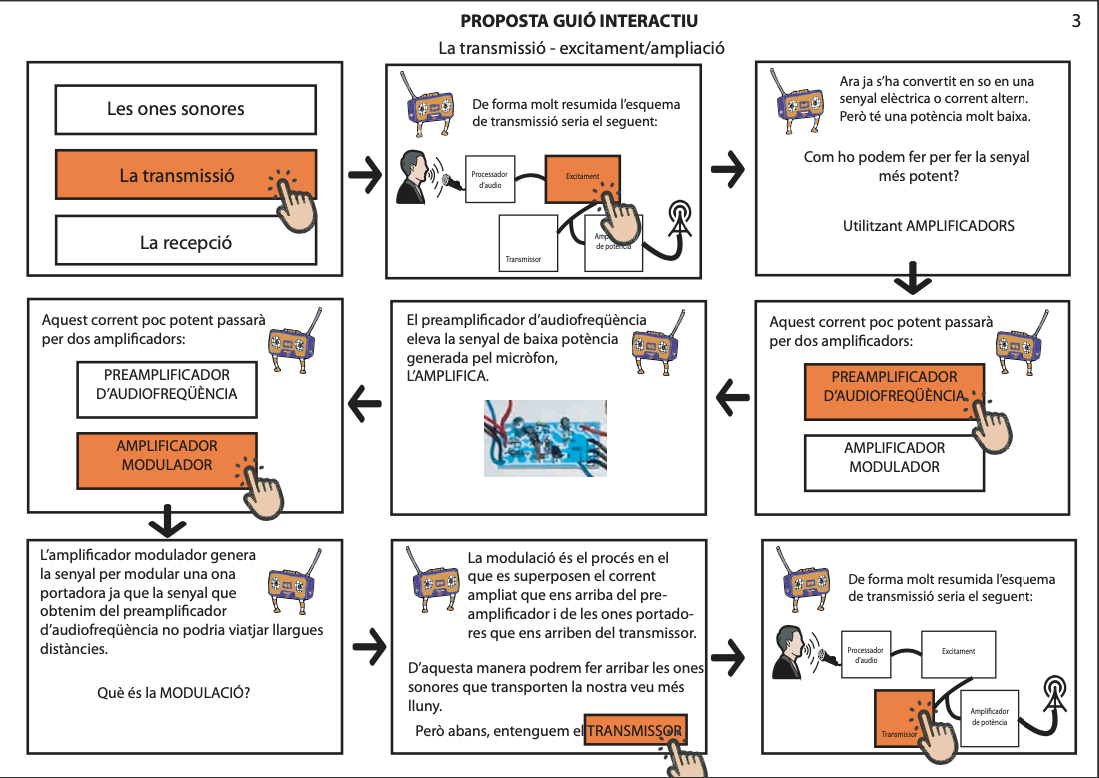 PROPOSTA GUIÓ INTERACTIU
3
La transmissió - excitament/ampliació
Les ones sonores
La transmissió
La recepció
De forma molt resumida l'esquema
de transmissió seria el seguent:
Processador
d'audio
Excitament
Transmissor
de potència
Ara ja s'ha convertit en so en una
senyal elèctrica o corrent altern.
Però té una potència molt baixa.
Com ho podem fer per fer la senyal
més potent?
Utilitzant AMPLIFICADORS
Aquest corrent poc potent passarà
per dos amplificadors:
PREAMPLIFICADOR
D'AUDIOFREQÜÈNCIA
AMPLIFICADOR
MODULADOR
El preamplificador d'audiofreqüència
eleva la senyal de baixa potència
generada pel micròfon,
L'AMPLIFICA.
Aquest corrent poc potent passarà
per dos amplificadors:
PREAMPLIFICADOR
D'AUDIOFREQÜÈNCIA
AMPLIFICADOR
MODULADOR
L'amplificador modulador genera
la senyal per modular una ona
portadora ja que la senyal que
obtenim del preamplificador
d'audiofreqüència no podria viatjar llargues
distàncies.
Què és la MODULACIÓ?
La modulació és el procés en el
que es superposen el corrent
ampliat que ens arriba del pre-
amplificador i de les ones portado-
res que ens arriben del transmissor.
D'aquesta manera podrem fer arribar les ones
sonores que transporten la nostra veu més
lluny.
Però abans, entenguem el TRANSMISSOR
De forma molt resumida l'esquema
de transmissió seria el seguent:
Processador
d'audio
Excitament
Transmissor
Amplificador
de potència